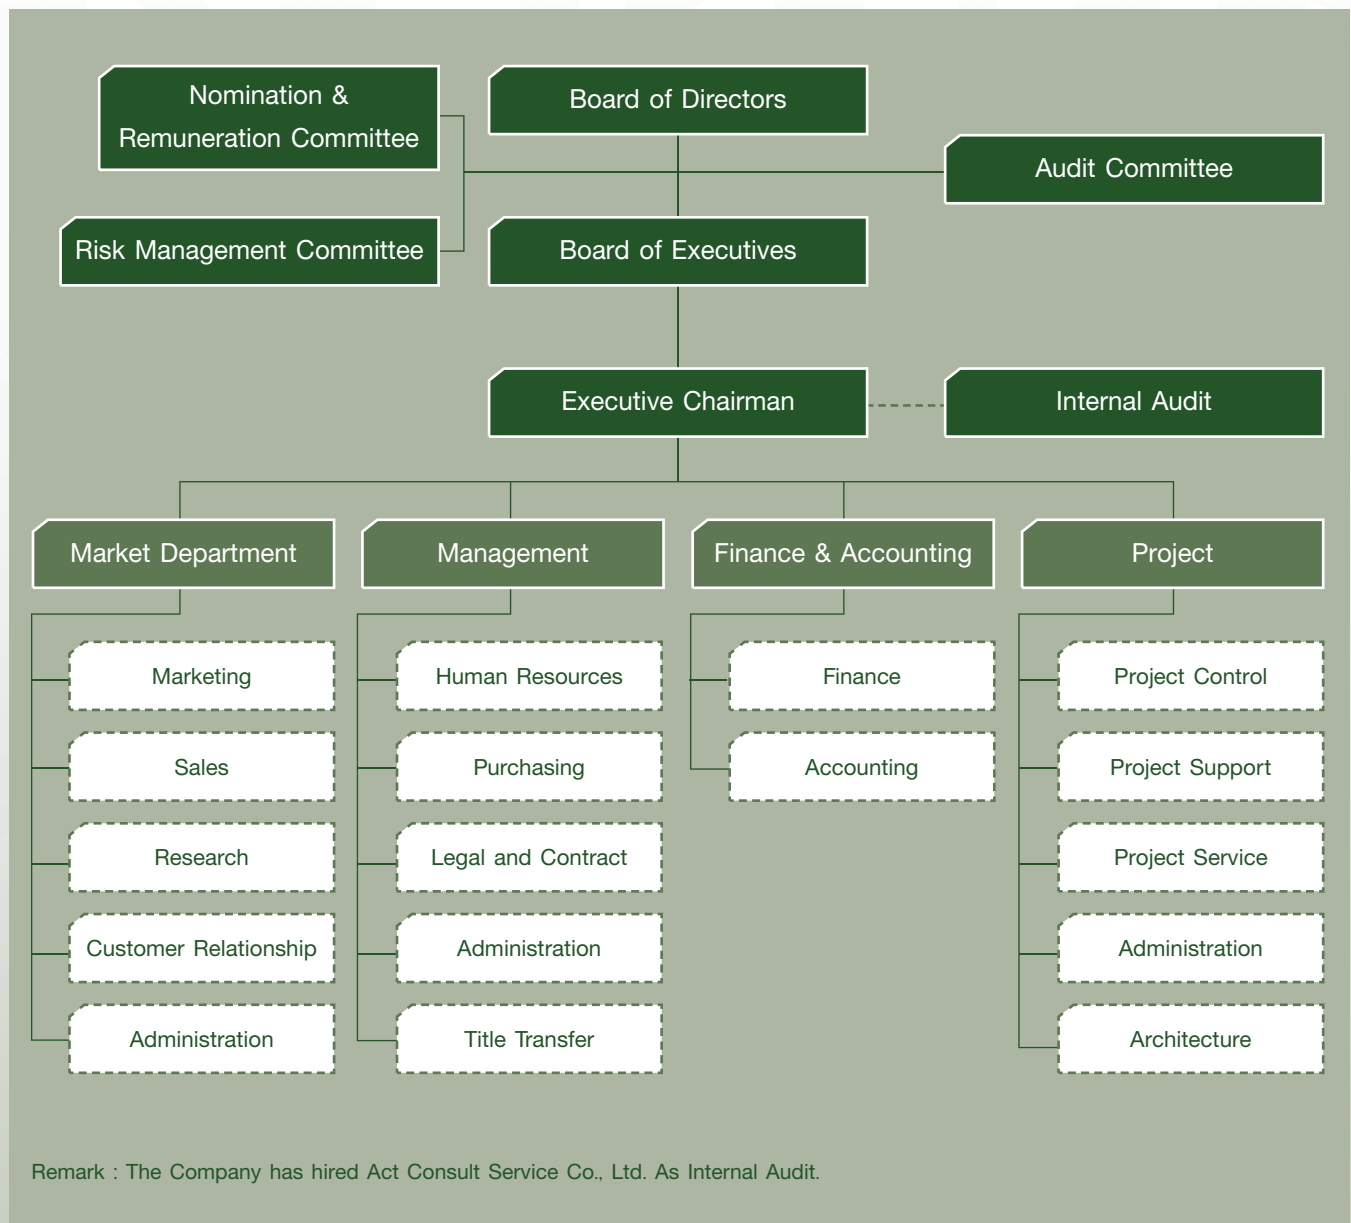 Nomination &
Remuneration Committee
Board of Directors
Audit Committee
Risk Management Committee
Board of Executives
Executive Chairman
Internal Audit
Market Department
Management
Finance & Accounting
Project
Marketing
Human Resources
Finance
Project Control
Sales
Purchasing
Accounting
Project Support
Research
Legal and Contract
Project Service
Customer Relationship
Administration
Administration
Administration
Title Transfer
Architecture
Remark : The Company has hired Act Consult Service Co., Ltd. As Internal Audit.